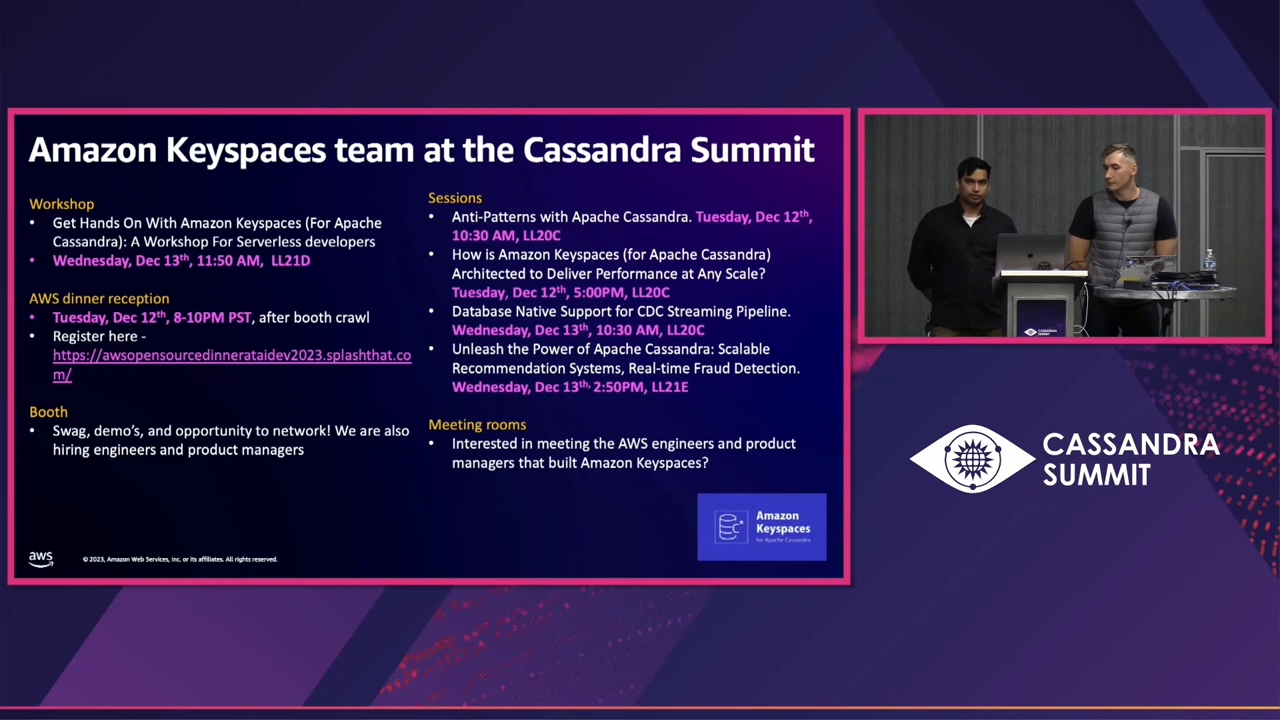 Amazon Keyspaces team at the Cassandra Summit
Workshop
• Get Hands On With Amazon Keyspaces (For Apache
Cassandra): A Workshop For Serverless developers
• Wednesday, Dec 13th, 11:50 AM, LL21D
AWS dinner reception
• Tuesday, Dec 12th, 8-10PM PST, after booth crawl
• Register here -
https://awsopensourcedinnerataidev2023.splashthat.co
m/
Booth
• Swag, demo's, and opportunity to network! We are also
hiring engineers and product managers
Sessions
• Anti-Patterns with Apache Cassandra. Tuesday, Dec 12th,
10:30 AM, LL20C
• How is Amazon Keyspaces (for Apache Cassandra)
Architected to Deliver Performance at Any Scale?
Tuesday, Dec 12th, 5:00PM, LL20C
• Database Native Support for CDC Streaming Pipeline.
Wednesday, Dec 13th, 10:30 AM, LL20C
• Unleash the Power of Apache Cassandra: Scalable
Recommendation Systems, Real-time Fraud Detection.
Wednesday, Dec 13th, 2:50PM, LL21E
Meeting rooms
• Interested in meeting the AWS engineers and product
managers that built Amazon Keyspaces?
Amazon
Keyspaces
for Apache Cassandra
aws
© 2023, Amazon Web Services, Inc. or its affiliates. All rights reserved.
CASSANDRA
SUMMIT